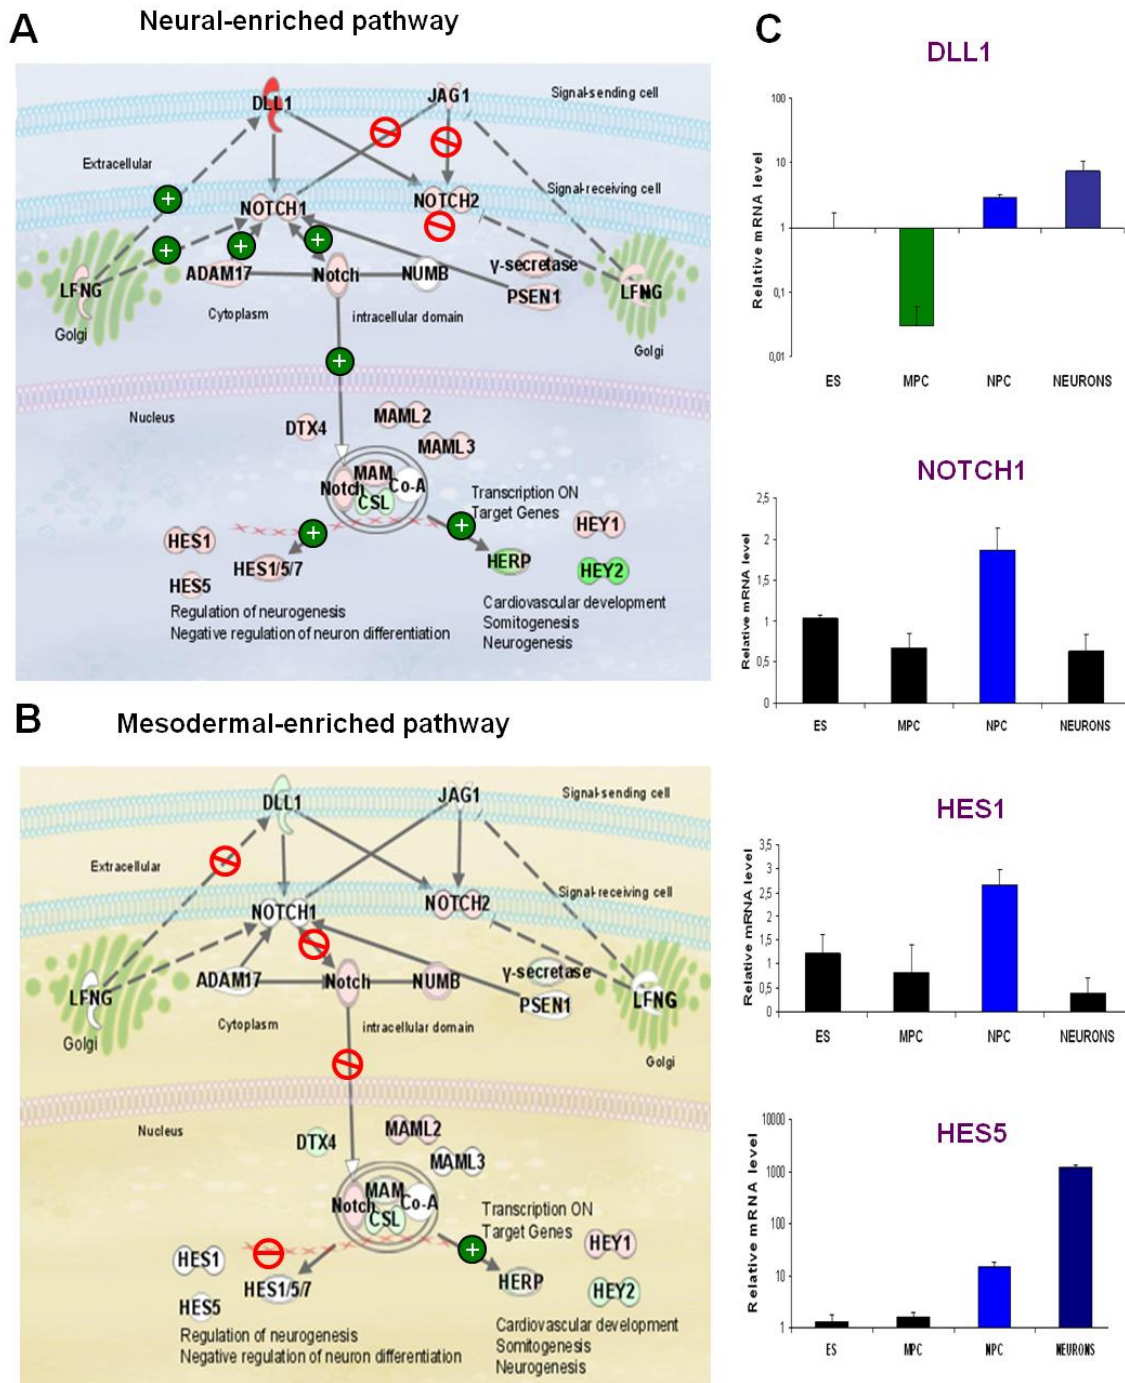 A
Neural-enriched pathway
DLL1
JAG1
Signal-sending cell
Extracellular
Signal-receiving cell
NOTCH1
NOTCH2
LFNG
ADAM17
Notch
NUMB
γ-secretase
PSEN1
LFNG
Golgi
Cytoplasm
intracellular domain
Golgi
Nucleus
DTX4
MAML2
MAML3
MAM
Notch
Co-A
CSL
Transcription ON
Target Genes
HES1
HES1/5/7
HES5
HERP
HEY1
HEY2
Regulation of neurogenesis
Negative regulation of neuron differentiation
Cardiovascular development
Somitogenesis
Neurogenesis
B
Mesodermal-enriched pathway
DLL1
JAG1
Signal-sending cell
Extracellular
Signal-receiving cell
NOTCH1
NOTCH2
LFNG
ADAM17
Notch
NUMB
γ-secretase
PSEN1
LFNG
Golgi
Cytoplasm
intracellular domain
Golgi
Nucleus
DTX4
MAML2
MAML3
MAM
Notch
Co-A
CSL
Transcription ON
Target Genes
HES1
HES1/5/7
HES5
HERP
HEY1
HEY2
Regulation of neurogenesis
Negative regulation of neuron differentiation
Cardiovascular development
Somitogenesis
Neurogenesis
C
DLL1
Relative mRNA level
100
10
1
0,1
0,01
ES MPC NPC NEURONS
NOTCH1
Relative mRNA level
2,5
2
1,5
1
0,5
0
ES MPC NPC NEURONS
HES1
Relative mRNA level
3,5
3
2,5
2
1,5
1
0,5
0
ES MPC NPC NEURONS
HES5
Relative mRNA level
10000
1000
100
10
1
ES MPC NPC NEURONS